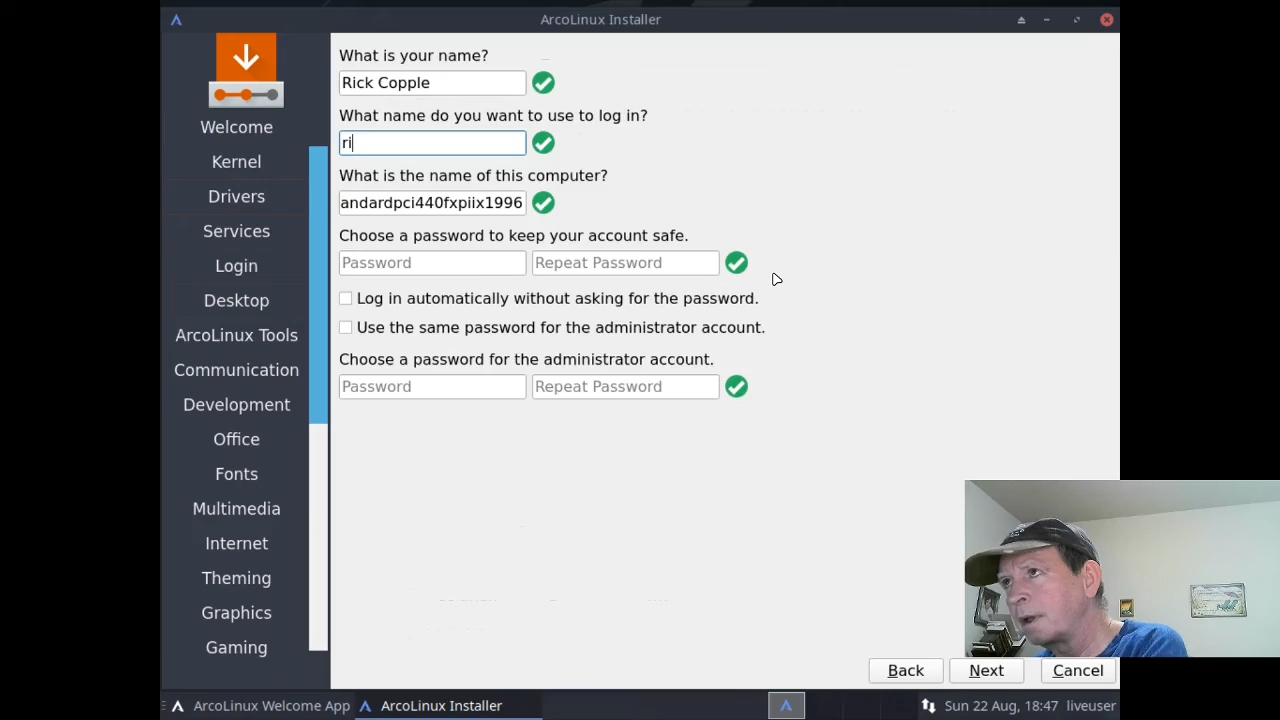 ArcoLinux Installer
Welcome
Kernel
Drivers
Services
Login
Desktop
ArcoLinux Tools
Communication
Development
Office
Fonts
Multimedia
Internet
Theming
Graphics
Gaming
What is your name?
Rick Copple
What name do you want to use to log in?
ri
What is the name of this computer?
andardpci440fxpiix1996
Choose a password to keep your account safe.
Password Repeat Password
Log in automatically without asking for the password.
Use the same password for the administrator account.
Choose a password for the administrator account.
Password Repeat Password
Back Next Cancel
ArcoLinux Welcome App ArcoLinux Installer Sun 22 Aug, 18:47 liveuser